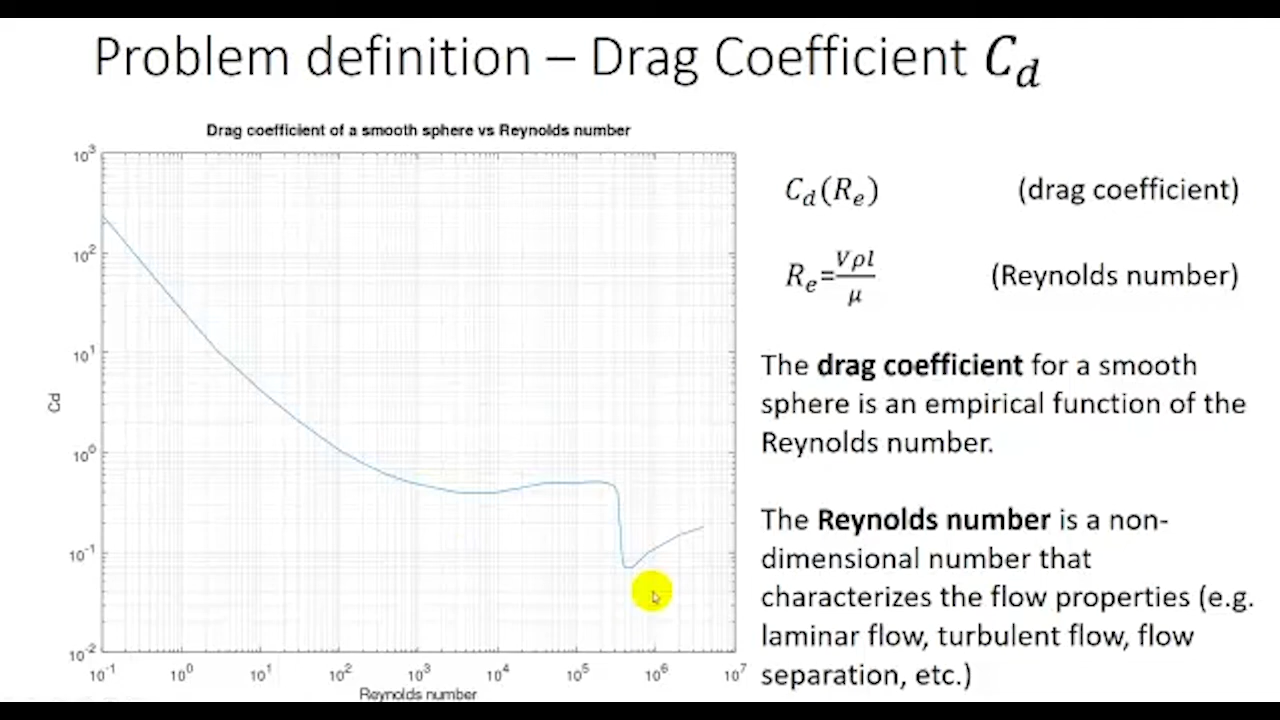 Problem definition – Drag Coefficient C_d
Drag coefficient of a smooth sphere vs Reynolds number
10^3
10^2
10^1
10^0
10^-1
10^-2
Cd
10^-1 10^0 10^1 10^2 10^3 10^4 10^5 10^6 10^7
Reynolds number
C_d(R_e) (drag coefficient)
R_e=Vρl/μ (Reynolds number)
The drag coefficient for a smooth
sphere is an empirical function of the
Reynolds number.
The Reynolds number is a non-
dimensional number that
characterizes the flow properties (e.g.
laminar flow, turbulent flow, flow
separation, etc.)